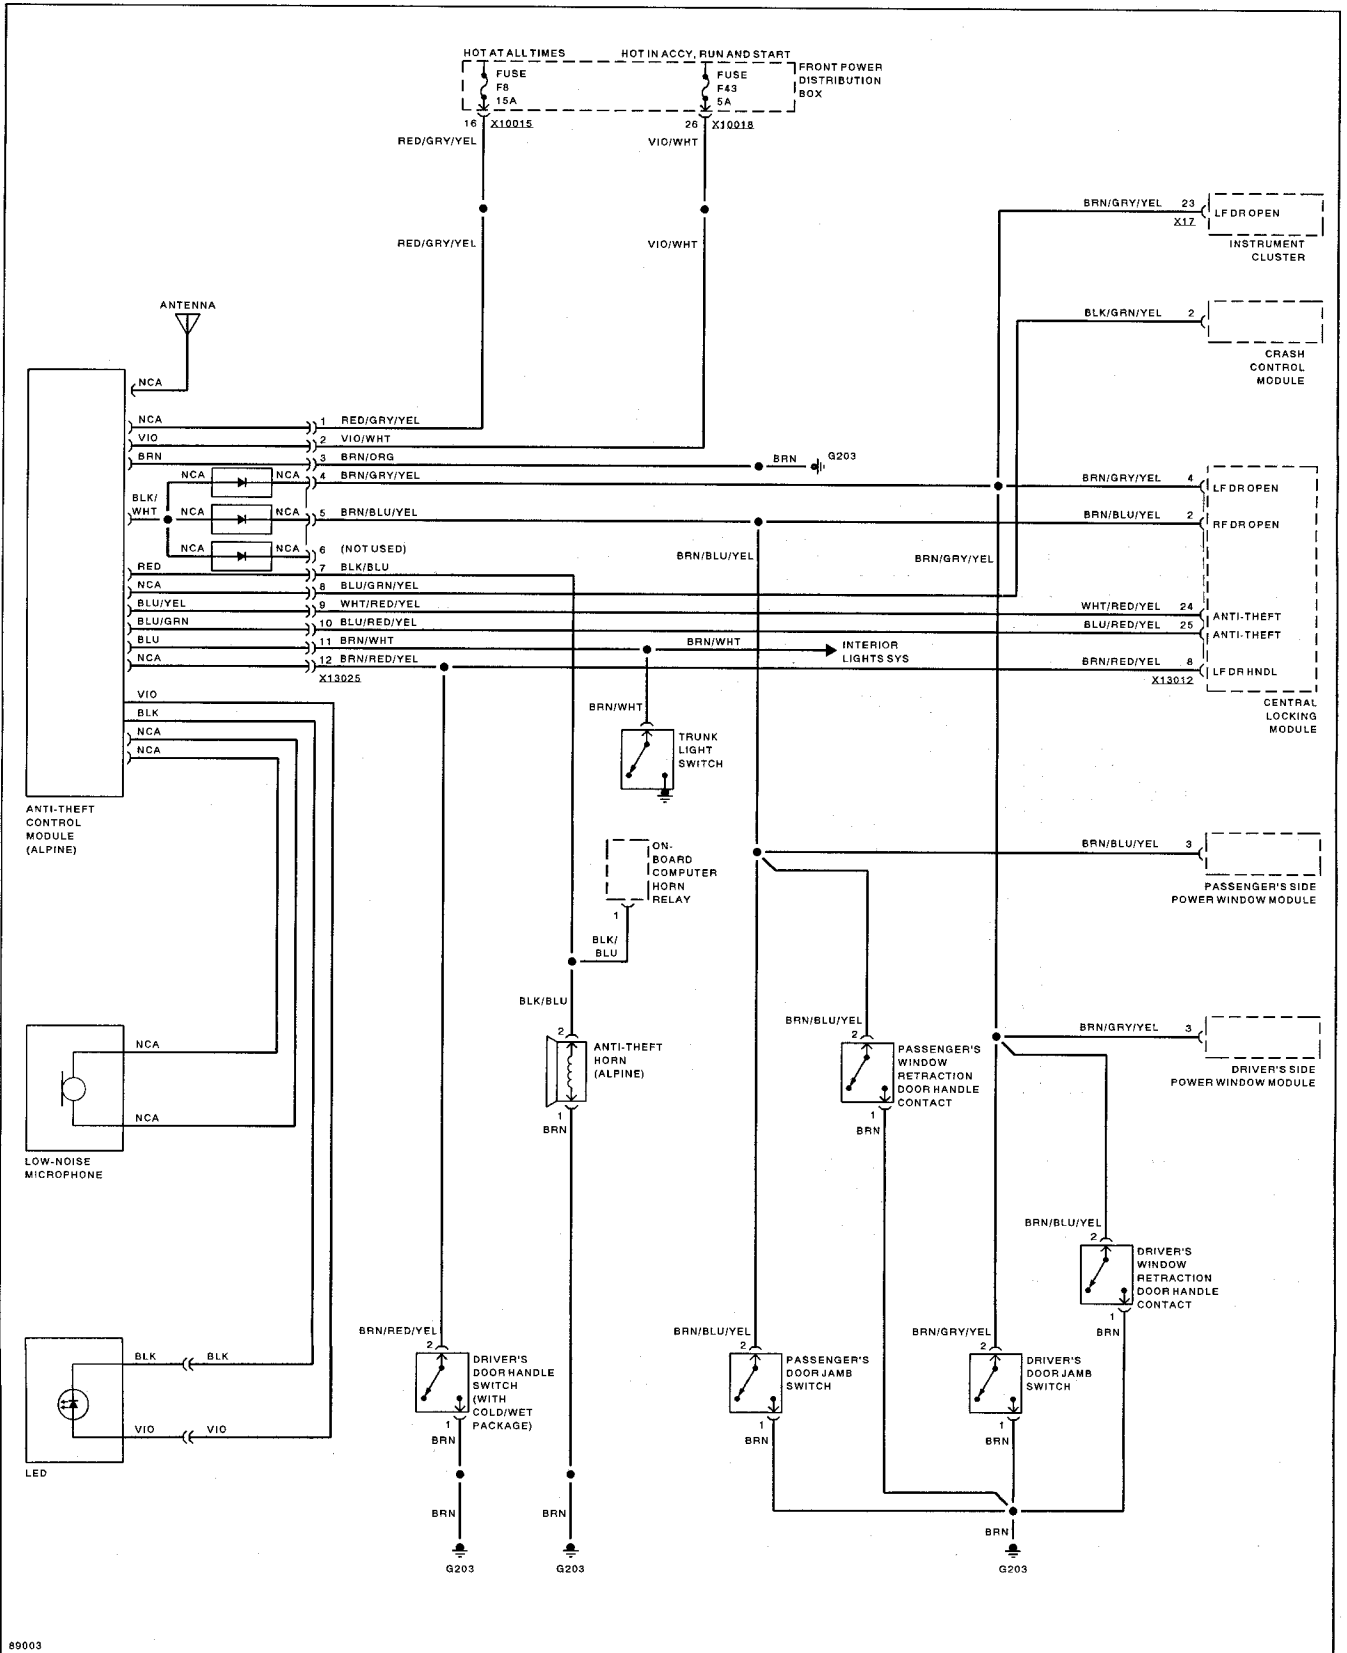 HOT AT ALL TIMES
HOT IN ACCY, RUN AND START
FUSE
F8
15A
FUSE
F43
5A
FRONT POWER
DISTRIBUTION
BOX
16 X10015
26 X10018
RED/GRY/YEL
VIO/WHT
RED/GRY/YEL
VIO/WHT
BRN/GRY/YEL 23
X17
LF DR OPEN
INSTRUMENT
CLUSTER
BLK/GRN/YEL 2
CRASH
CONTROL
MODULE
ANTENNA
NCA
NCA 1 RED/GRY/YEL
VIO 2 VIO/WHT
BRN 3 BRN/ORG
BRN G203
NCA NCA 4 BRN/GRY/YEL
BRN/GRY/YEL 4 LF DR OPEN
BLK/
WHT
NCA NCA 5 BRN/BLU/YEL
BRN/BLU/YEL 2 RF DR OPEN
NCA NCA 6 (NOT USED)
BRN/BLU/YEL
BRN/GRY/YEL
RED 7 BLK/BLU
NCA 8 BLU/GRN/YEL
BLU/YEL 9 WHT/RED/YEL
WHT/RED/YEL 24 ANTI-THEFT
BLU/GRN 10 BLU/RED/YEL
BLU/RED/YEL 25 ANTI-THEFT
BLU 11 BRN/WHT
BRN/WHT
INTERIOR
LIGHTS SYS
NCA 12 BRN/RED/YEL
X13025
BRN/RED/YEL 8 LF DR HNDL
X13012
CENTRAL
LOCKING
MODULE
VIO
BLK
NCA
NCA
BRN/WHT
TRUNK
LIGHT
SWITCH
ANTI-THEFT
CONTROL
MODULE
(ALPINE)
ON-
BOARD
COMPUTER
HORN
RELAY
1
BLK/
BLU
BRN/BLU/YEL 3
PASSENGER'S SIDE
POWER WINDOW MODULE
BLK/BLU
2
ANTI-THEFT
HORN
(ALPINE)
1
BRN
BRN/BLU/YEL
2
PASSENGER'S
WINDOW
RETRACTION
DOOR HANDLE
CONTACT
1
BRN
BRN/GRY/YEL 3
DRIVER'S SIDE
POWER WINDOW MODULE
NCA
NCA
LOW-NOISE
MICROPHONE
BRN/BLU/YEL
2
DRIVER'S
WINDOW
RETRACTION
DOOR HANDLE
CONTACT
1
BRN
BLK BLK
VIO VIO
LED
BRN/RED/YEL
2
DRIVER'S
DOOR HANDLE
SWITCH
(WITH
COLD/WET
PACKAGE)
1
BRN
BRN/BLU/YEL
2
PASSENGER'S
DOOR JAMB
SWITCH
1
BRN
BRN/GRY/YEL
2
DRIVER'S
DOOR JAMB
SWITCH
1
BRN
BRN
BRN
BRN
G203
G203
G203
89003